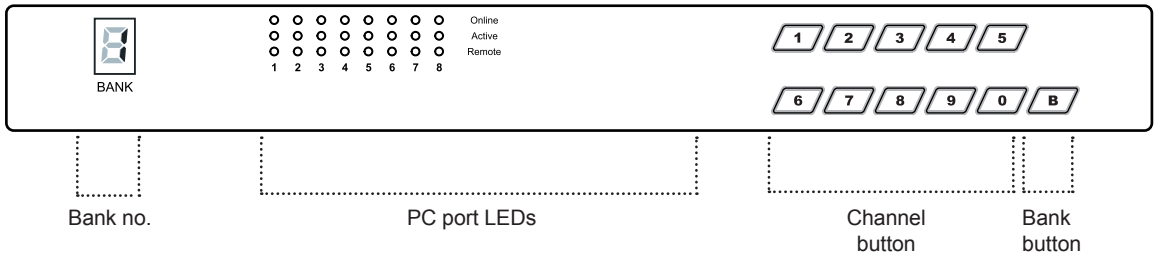 1
BANK
Online
Active
Remote
1 2 3 4 5 6 7 8
1 2 3 4 5
6 7 8 9 0 B
Bank no.
PC port LEDs
Channel
button
Bank
button